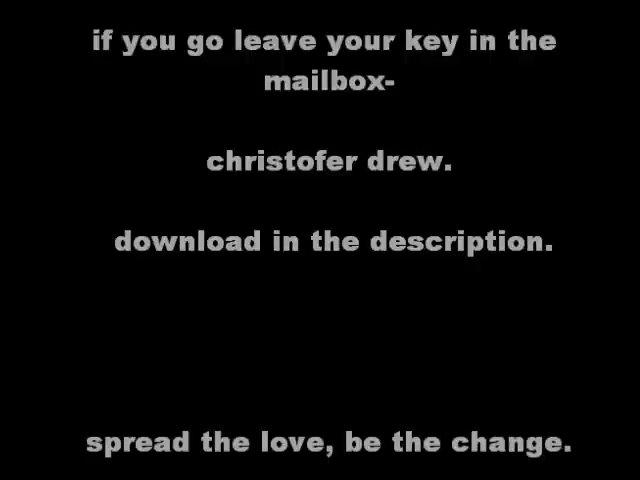 if you go leave your key in the
mailbox-
christofer drew.
download in the description.
spread the love, be the change.